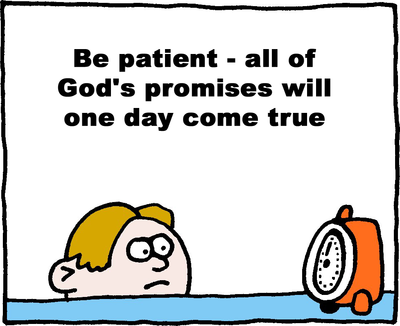 Be patient - all of
God's promises will
one day come true